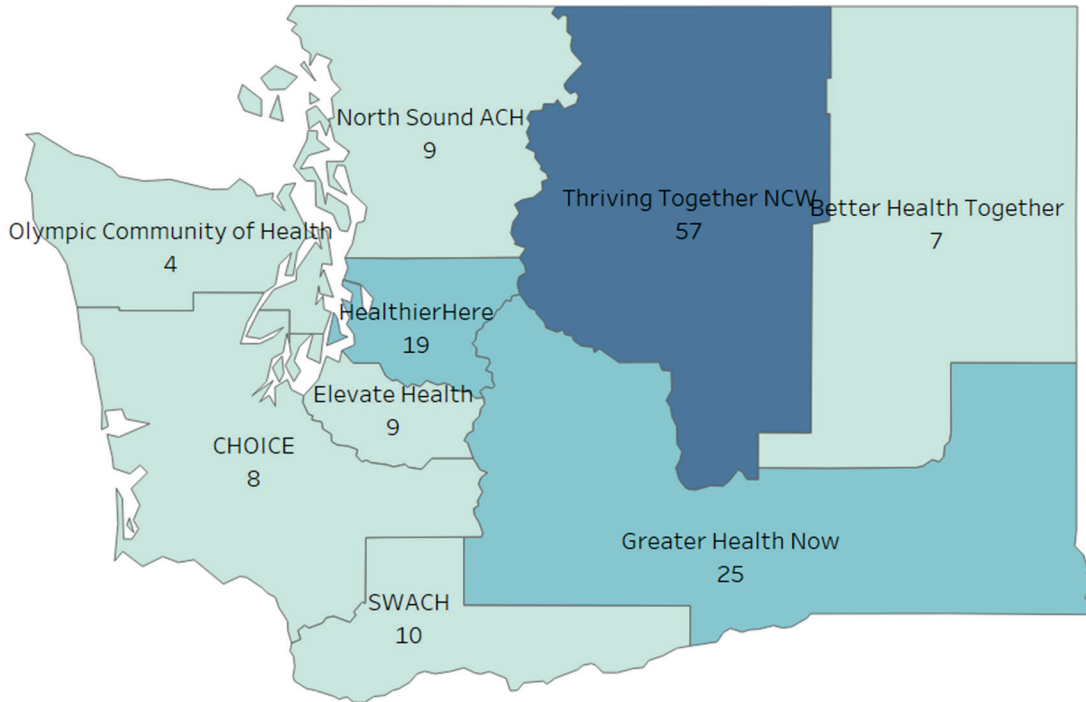 North Sound ACH
9
Thriving Together NCW
57
Better Health Together
7
Olympic Community of Health
4
HealthierHere
19
Elevate Health
9
CHOICE
8
Greater Health Now
25
SWACH
10